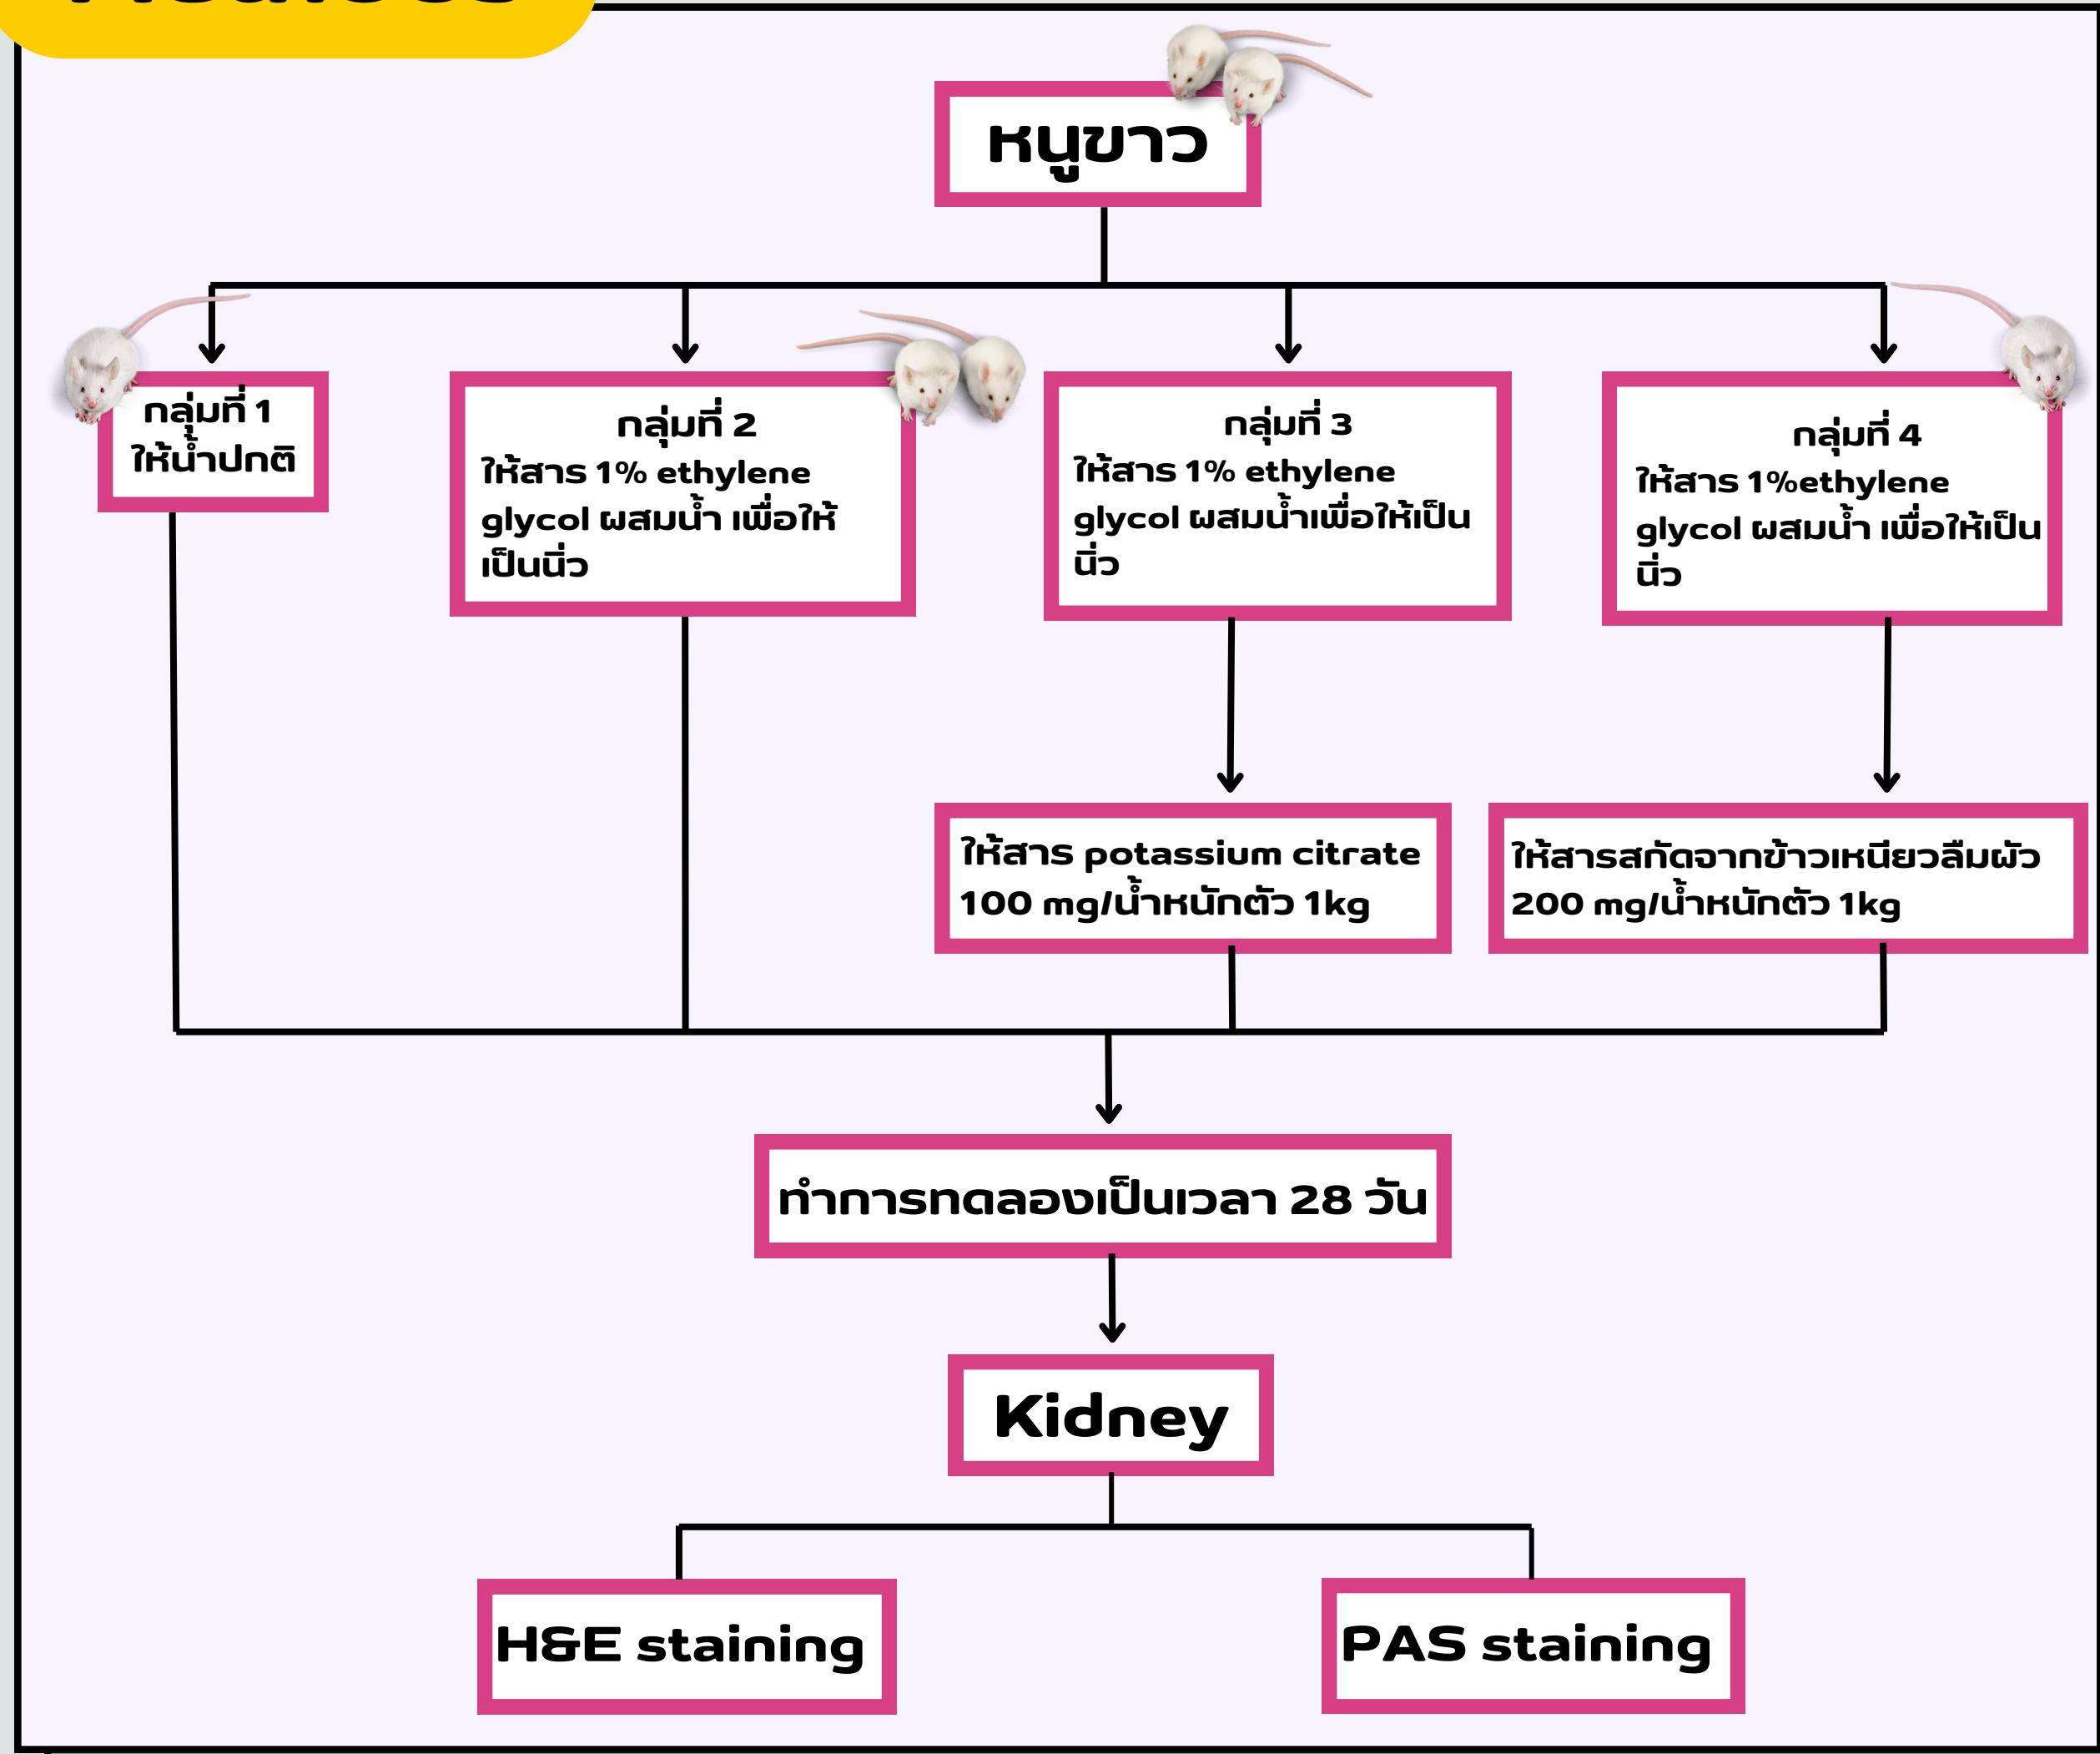 หนูขาว
กลุ่มที่ 1
ให้น้ำปกติ
กลุ่มที่ 2
ให้สาร 1% ethylene
glycol ผสมน้ำ เพื่อให้
เป็นนิ่ว
กลุ่มที่ 3
ให้สาร 1% ethylene
glycol ผสมน้ำเพื่อให้เป็น
นิ่ว
กลุ่มที่ 4
ให้สาร 1%ethylene
glycol ผสมน้ำ เพื่อให้เป็น
นิ่ว
ให้สาร potassium citrate
100 mg/น้ำหนักตัว 1kg
ให้สารสกัดจากข้าวเหนียวลืมผัว
200 mg/น้ำหนักตัว 1kg
ทำการทดลองเป็นเวลา 28 วัน
Kidney
H&E staining
PAS staining